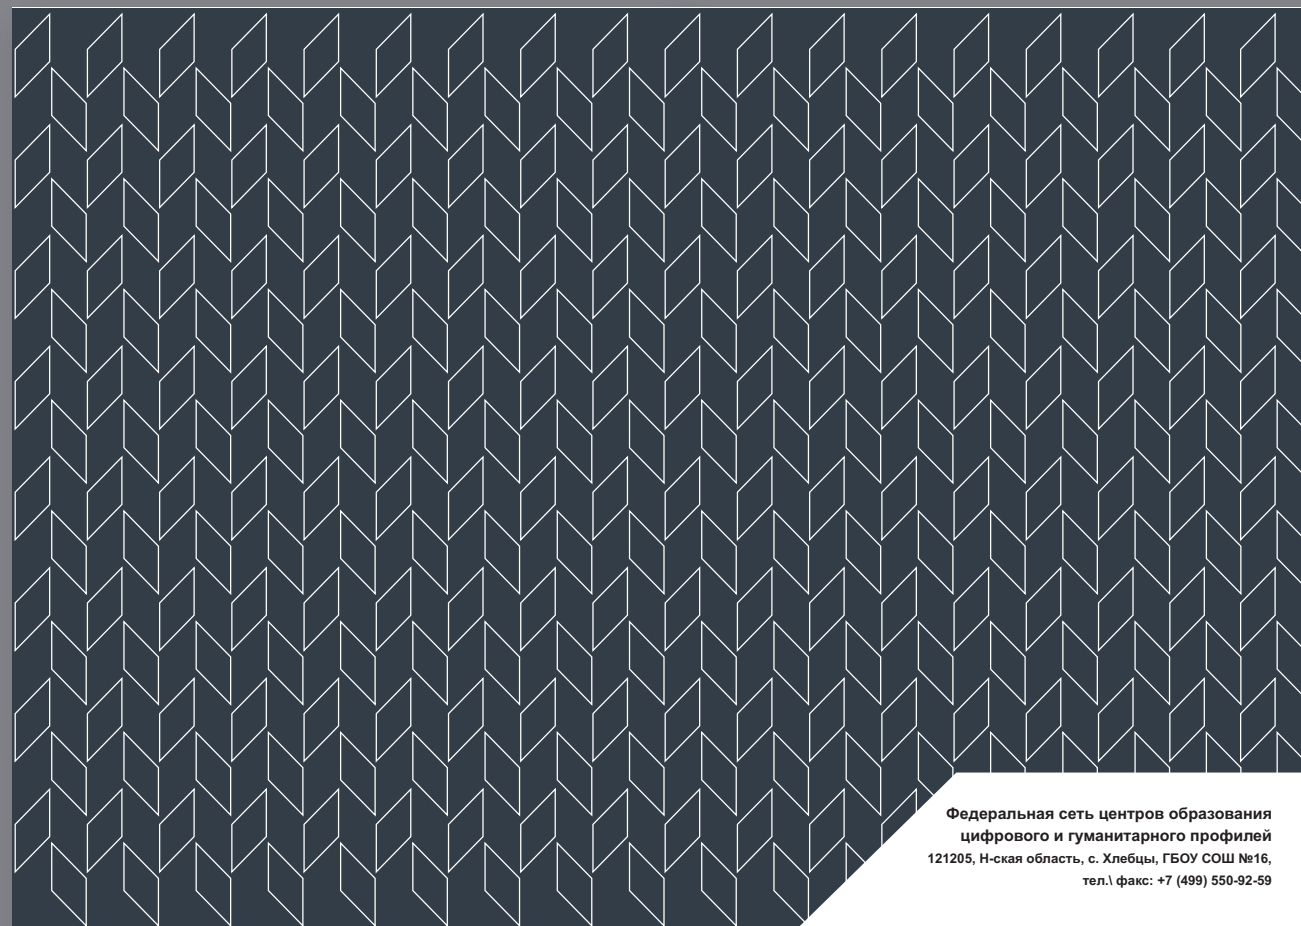 Федеральная сеть центров образования
цифрового и гуманитарного профилей
121205, Н-ская область, с. Хлебцы, ГБОУ СОШ №16,
тел.\ факс: +7 (499) 550-92-59